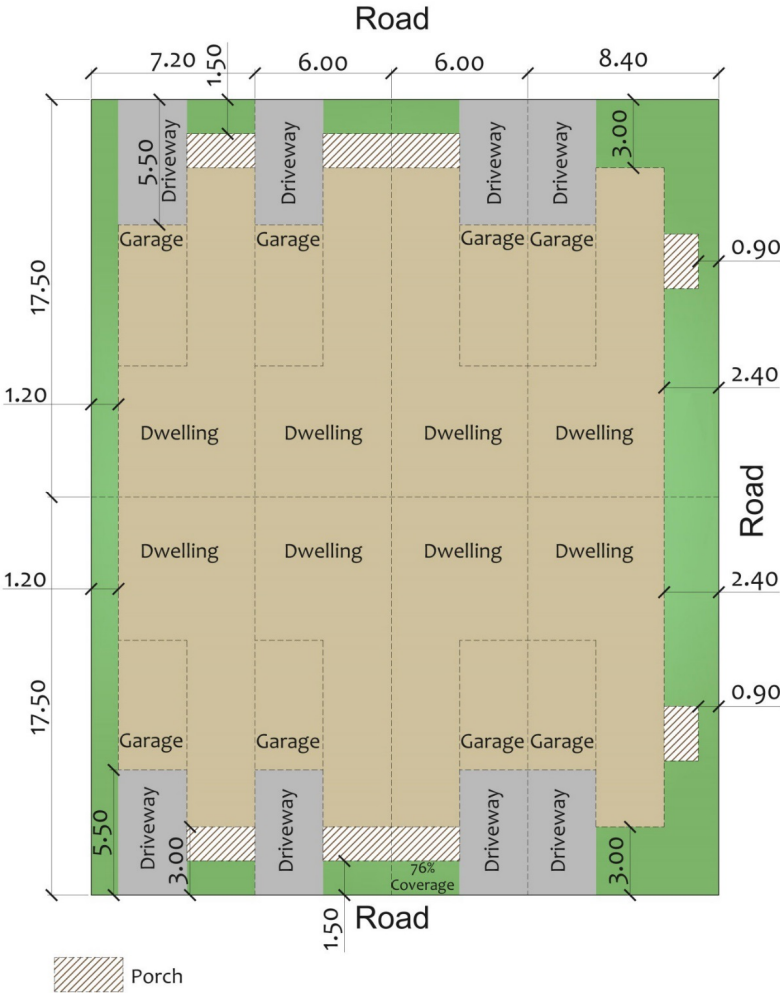 Road
7.20
1.50
6.00
6.00
8.40
5.50
Driveway
Driveway
Driveway
Driveway
3.00
Garage
Garage
Garage
Garage
0.90
17.50
2.40
1.20
Dwelling
Dwelling
Dwelling
Dwelling
Road
Dwelling
Dwelling
Dwelling
Dwelling
1.20
2.40
17.50
0.90
Garage
Garage
Garage
Garage
5.50
Driveway
3.00
Driveway
Driveway
Driveway
3.00
76%
Coverage
1.50
Road
Porch